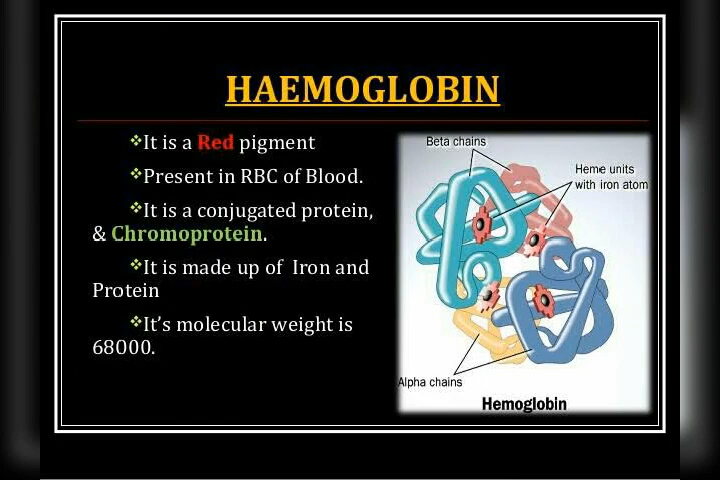 HAEMOGLOBIN
❖It is a Red pigment
❖Present in RBC of Blood.
❖It is a conjugated protein,
& Chromoprotein.
❖It is made up of Iron and
Protein
❖It’s molecular weight is
68000.
Beta chains
Heme units
with iron atom
Alpha chains
Hemoglobin